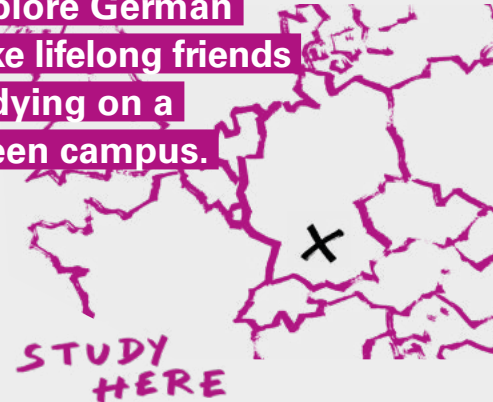 plore German
ke lifelong friends
dying on a
een campus.
STUDY
HERE